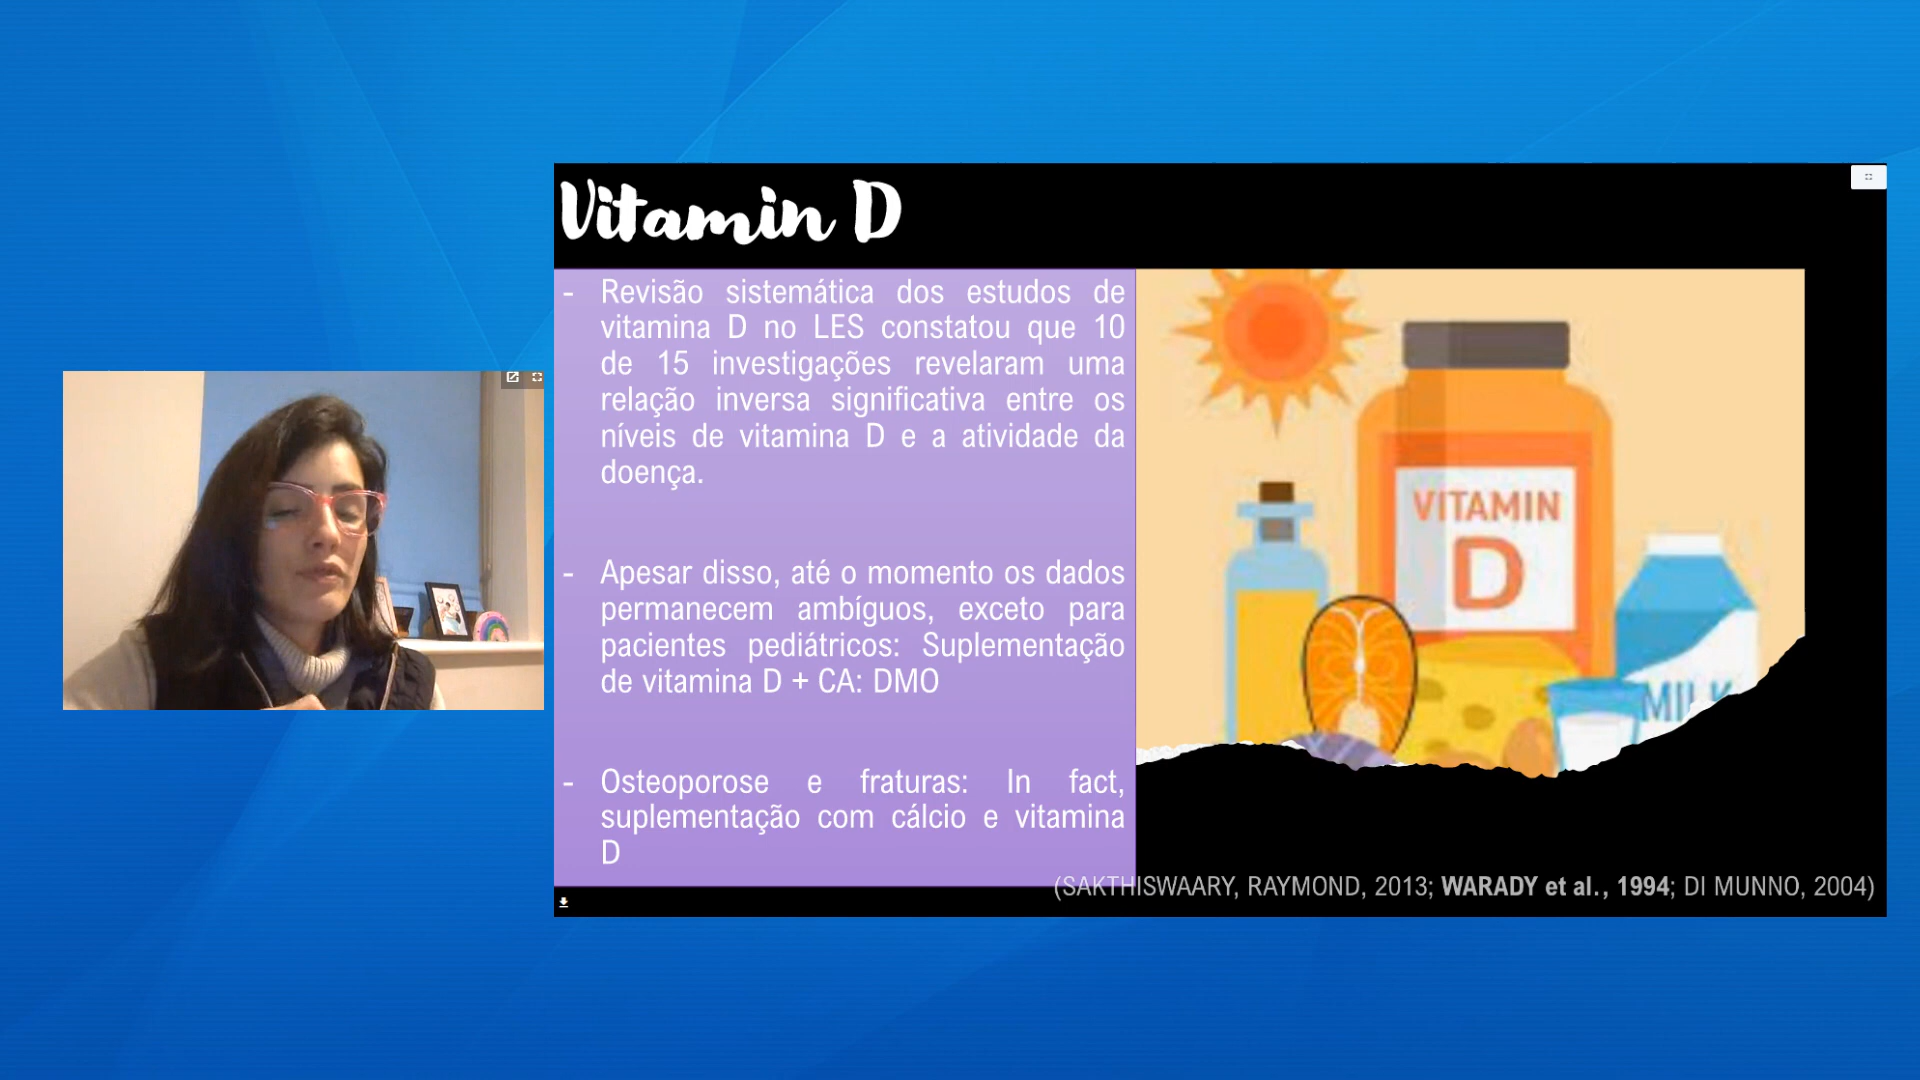 Vitamin D
- Revisão sistemática dos estudos de
vitamina D no LES constatou que 10
de 15 investigações revelaram uma
relação inversa significativa entre os
níveis de vitamina D e a atividade da
doença.
- Apesar disso, até o momento os dados
permanecem ambíguos, exceto para
pacientes pediátricos: Suplementação
de vitamina D + CA: DMO
- Osteoporose e fraturas: In fact,
suplementação com cálcio e vitamina
D
VITAMIN
D
MILK
(SAKTHISWAARY, RAYMOND, 2013; WARADY et al., 1994; DI MUNNO, 2004)